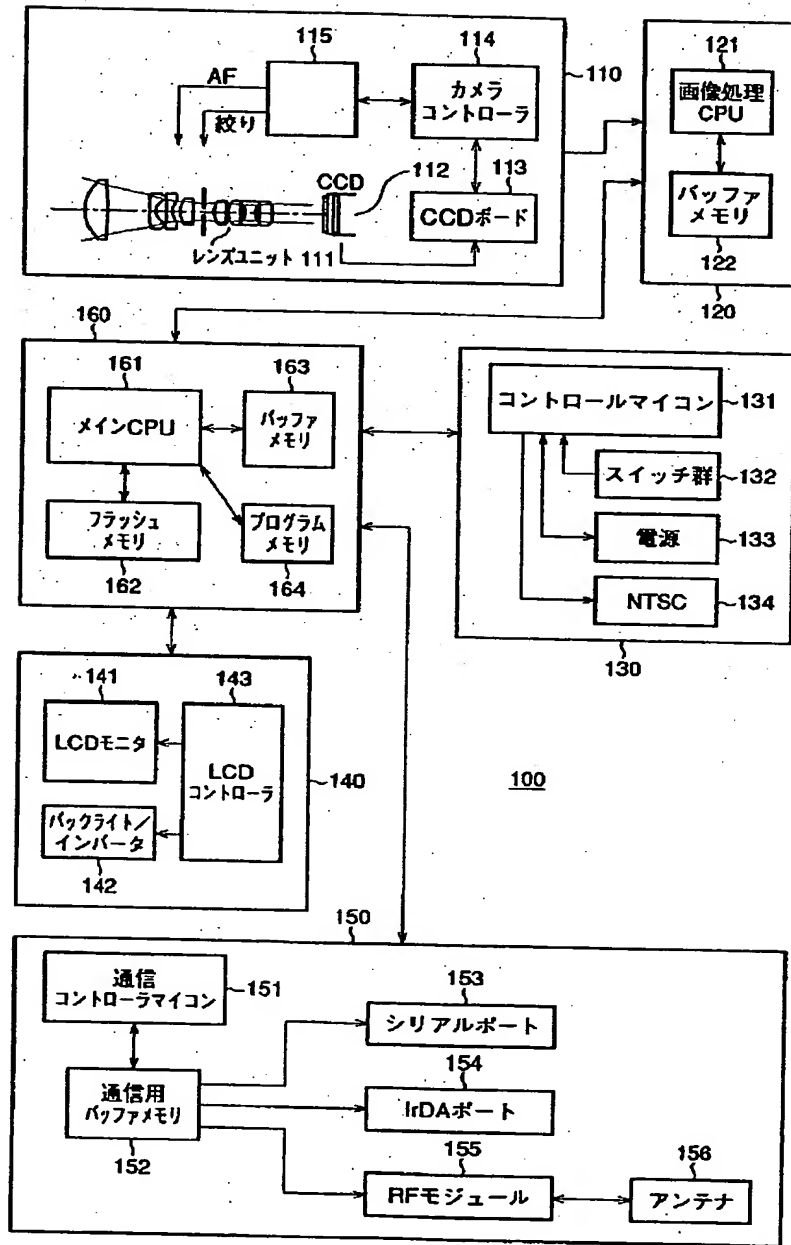 115
114
AF
カメラ
コントローラ
110
絞り
CCD
112
113
CCDボード
レンズユニット 111
121
画像処理
CPU
バッファ
メモリ
122
120
160
161
163
メインCPU
バッファ
メモリ
フラッシュ
メモリ
プログラム
メモリ
162
164
コントロールマイコン
131
スイッチ群
132
電源
133
NTSC
134
130
141
143
LCDモニタ
LCD
コントローラ
140
バックライト/
インバータ
142
100
150
通信
コントローラマイコン
151
153
シリアルポート
154
通信用
バッファメモリ
IrDAポート
152
155
156
RFモジュール
アンテナ